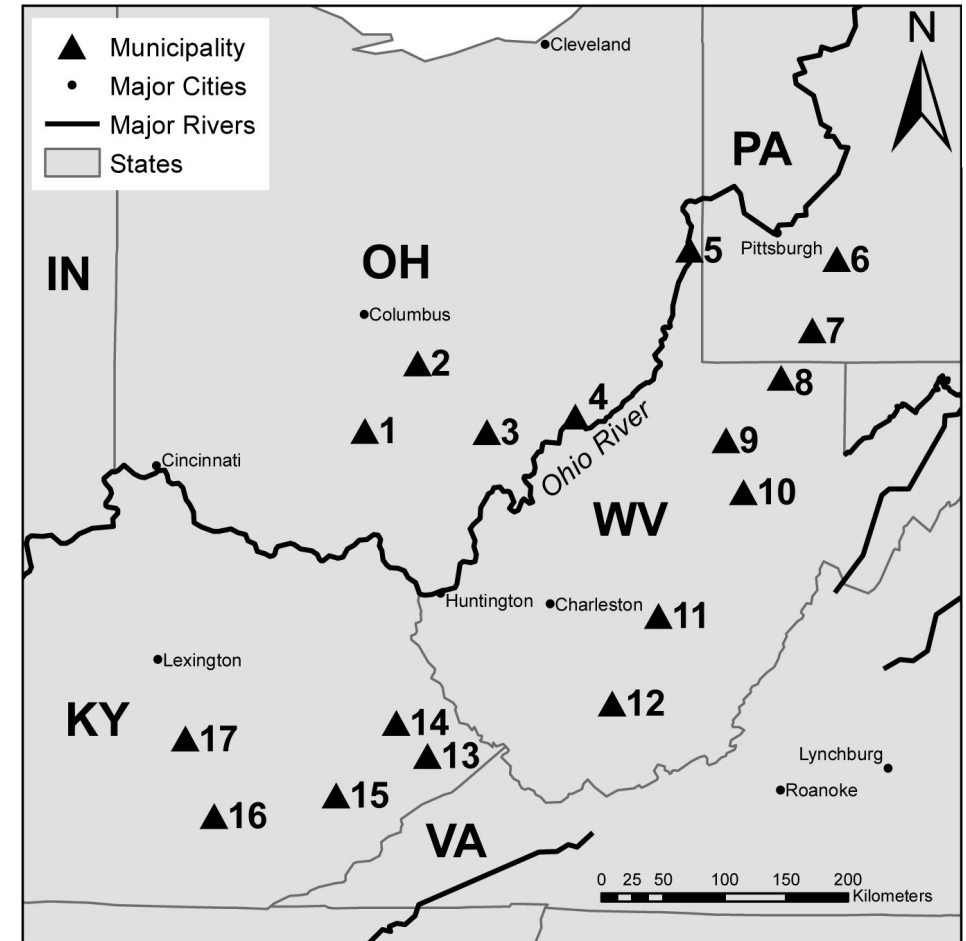 Municipality
Major Cities
Major Rivers
States
N
Cleveland
PA
Pittsburgh
IN
OH
5
6
Columbus
7
2
8
4
1
3
9
Cincinnati
Ohio River
10
WV
Huntington
Charleston
11
Lexington
KY
12
14
17
13
Lynchburg
15
Roanoke
16
VA
0 25 50 100 150 200
Kilometers